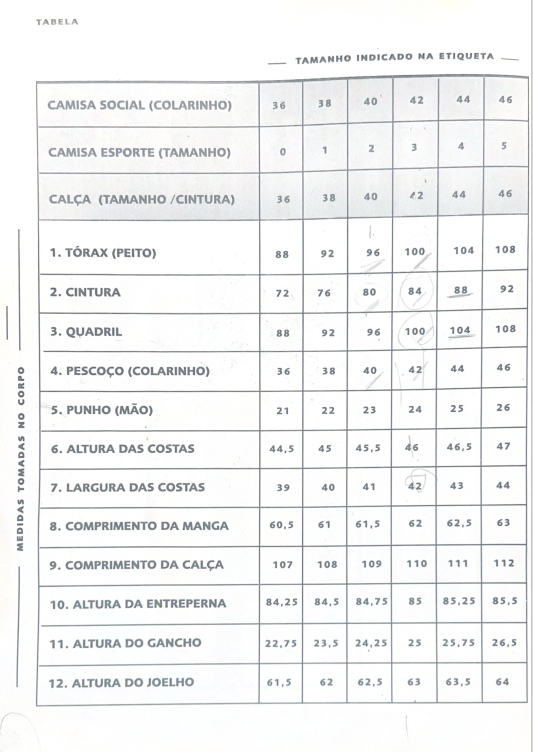 TABELA
TAMANHO INDICADO NA ETIQUETA
CAMISA SOCIAL (COLARINHO) 36 38 40 42 44 46
CAMISA ESPORTE (TAMANHO) 0 1 2 3 4 5
CALÇA (TAMANHO /CINTURA) 36 38 40 42 44 46
1. TÓRAX (PEITO) 88 92 96 100 104 108
2. CINTURA 72 76 80 84 88 92
3. QUADRIL 88 92 96 100 104 108
4. PESCOÇO (COLARINHO) 36 38 40 42 44 46
5. PUNHO (MÃO) 21 22 23 24 25 26
6. ALTURA DAS COSTAS 44,5 45 45,5 46 46,5 47
7. LARGURA DAS COSTAS 39 40 41 42 43 44
8. COMPRIMENTO DA MANGA 60,5 61 61,5 62 62,5 63
9. COMPRIMENTO DA CALÇA 107 108 109 110 111 112
10. ALTURA DA ENTREPERNA 84,25 84,5 84,75 85 85,25 85,5
11. ALTURA DO GANCHO 22,75 23,5 24,25 25 25,75 26,5
12. ALTURA DO JOELHO 61,5 62 62,5 63 63,5 64
MEDIDAS TOMADAS NO CORPO